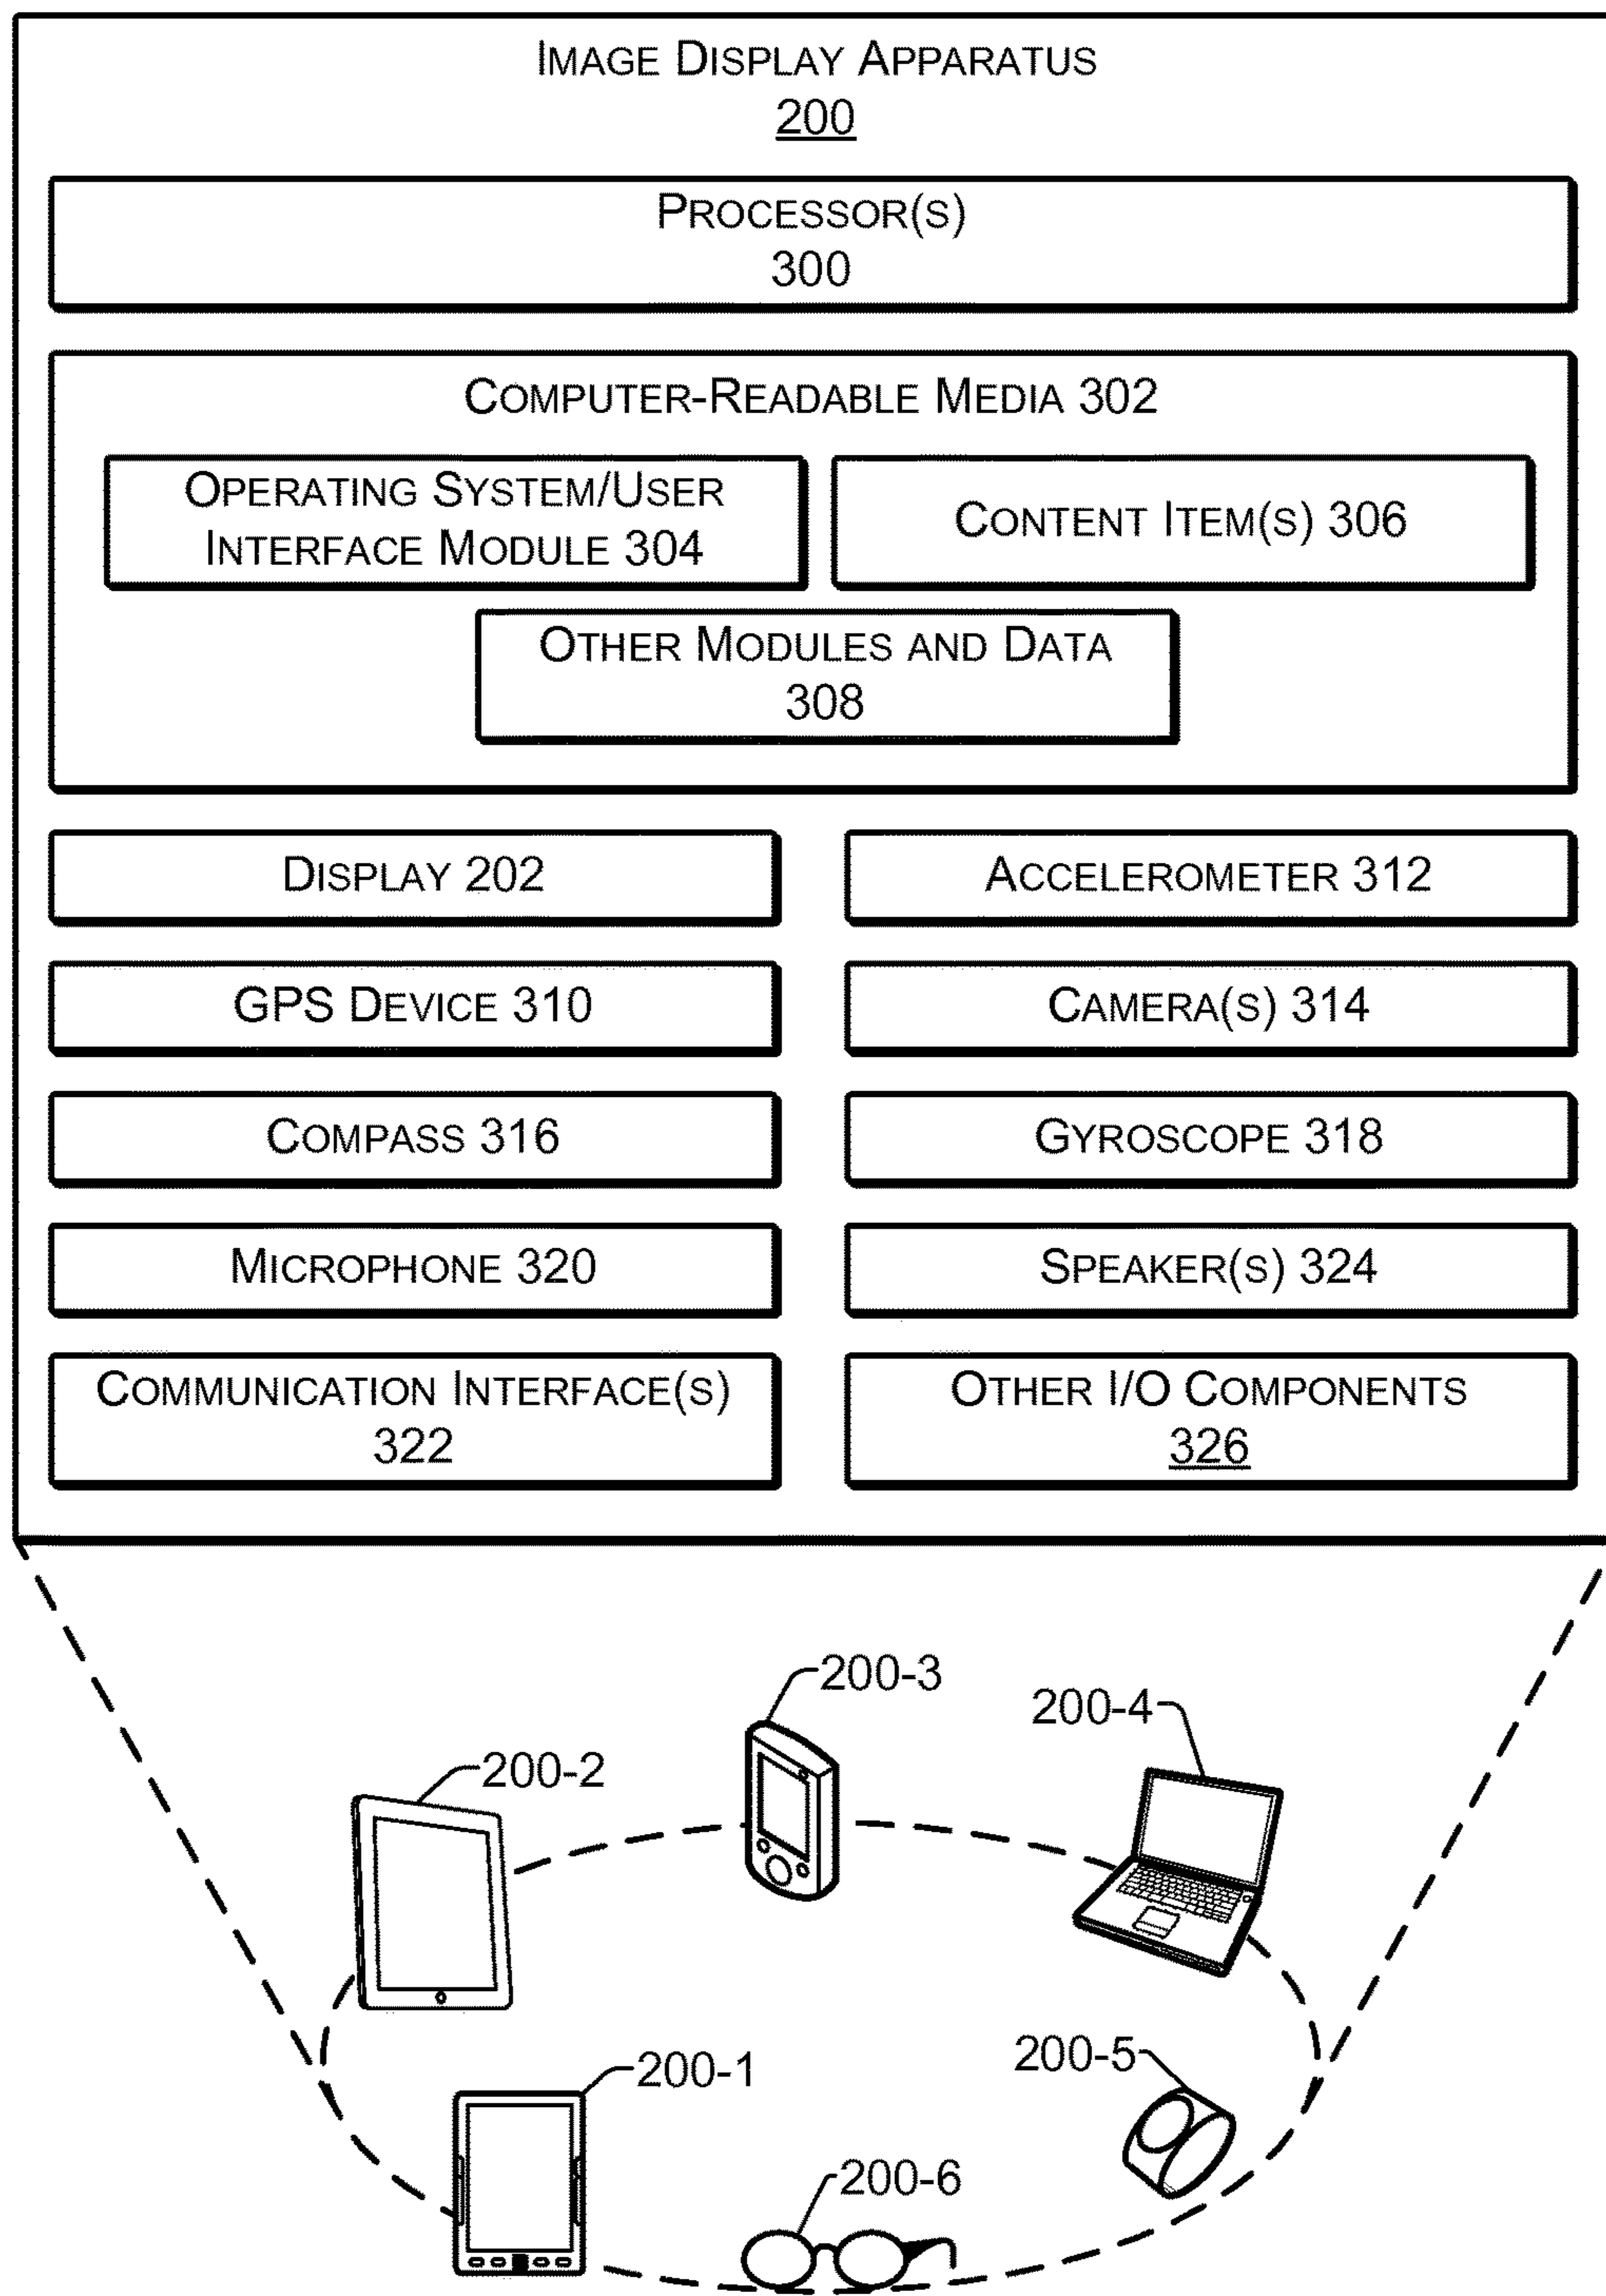 IMAGE DISPLAY APPARATUS
200
PROCESSOR(S)
300
COMPUTER-READABLE MEDIA 302
OPERATING SYSTEM/USER
INTERFACE MODULE 304
CONTENT ITEM(S) 306
OTHER MODULES AND DATA
308
DISPLAY 202
ACCELEROMETER 312
GPS DEVICE 310
CAMERA(S) 314
COMPASS 316
GYROSCOPE 318
MICROPHONE 320
SPEAKER(S) 324
COMMUNICATION INTERFACE(S)
322
OTHER I/O COMPONENTS
326
200-3
200-4
200-2
200-5
200-1
200-6